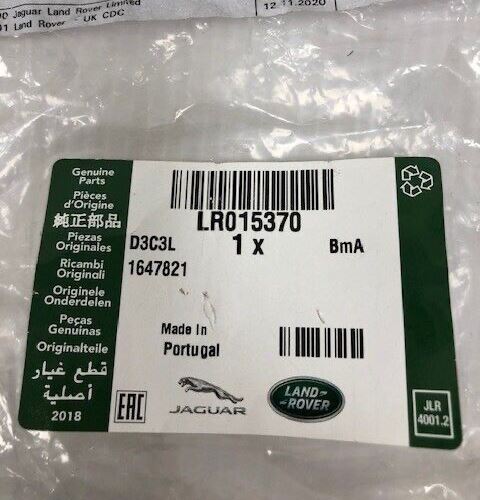 Jaguar Land Rover Limited
Land Rover - UK CDC
12.11.2020
Genuine
Parts
Pièces
d'Origine
純正部品
Piezas
Originales
Ricambi
Originali
Originele
Onderdelen
Peças
Genuinas
Originalteile
قطع غيار
أصلية
2018
LR015370
D3C3L
1 x
BmA
1647821
Made In
Portugal
EAC
JAGUAR
LAND-
-ROVER
JLR
4001.2